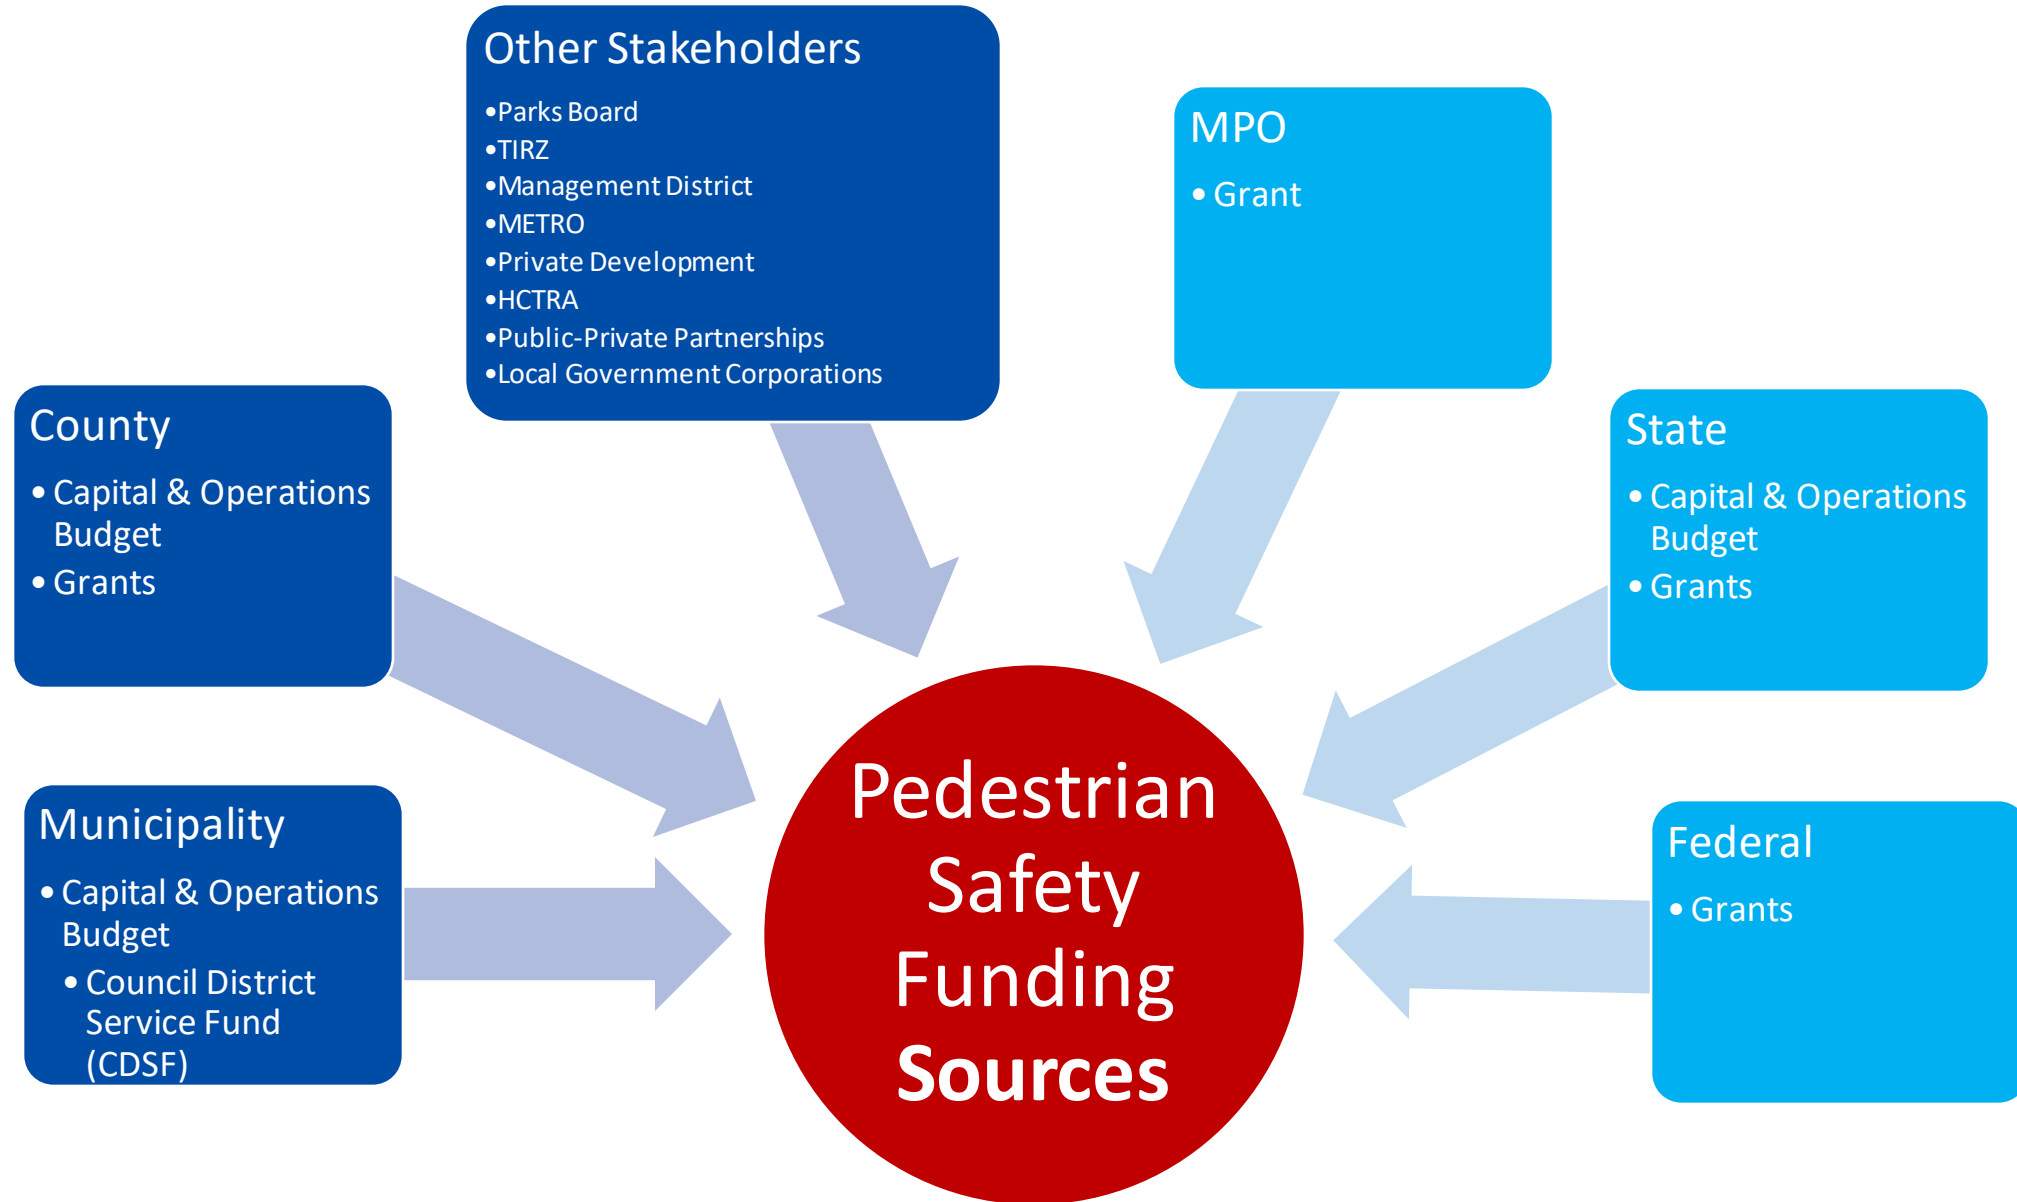 Other Stakeholders
•Parks Board
•TIRZ
•Management District
•METRO
•Private Development
•HCTRA
•Public-Private Partnerships
•Local Government Corporations
MPO
• Grant
County
• Capital & Operations
Budget
• Grants
State
• Capital & Operations
Budget
• Grants
Municipality
• Capital & Operations
Budget
• Council District
Service Fund
(CDSF)
Federal
• Grants
Pedestrian
Safety
Funding
Sources